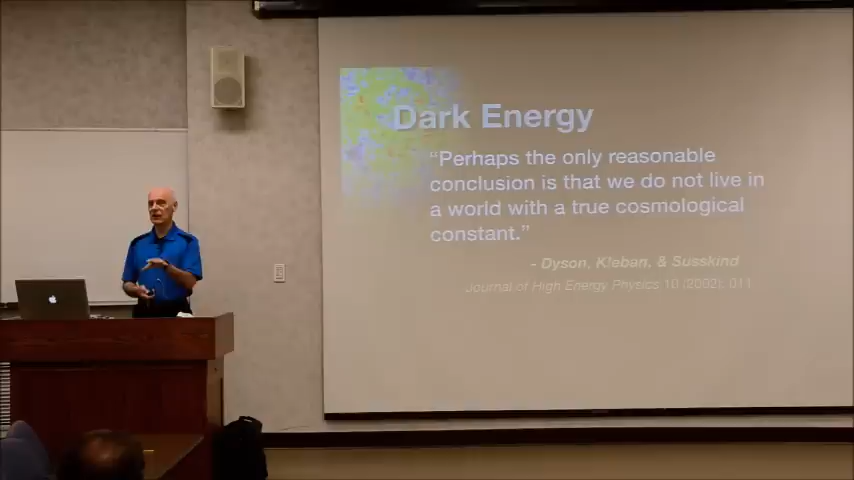 Dark Energy
“Perhaps the only reasonable
conclusion is that we do not live in
a world with a true cosmological
constant.”
- Dyson, Kleban, & Susskind
Journal of High Energy Physics 10 (2002): 011